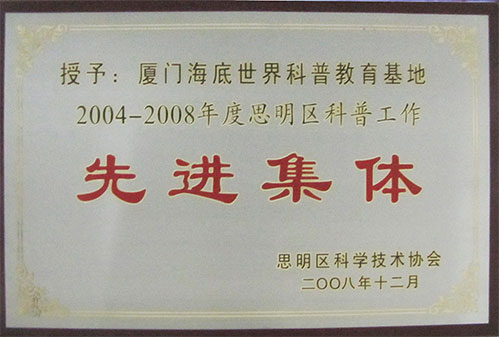 授予：厦门海底世界科普教育基地
2004-2008年度思明区科普工作
先进集体
思明区科学技术协会
二〇〇八年十二月